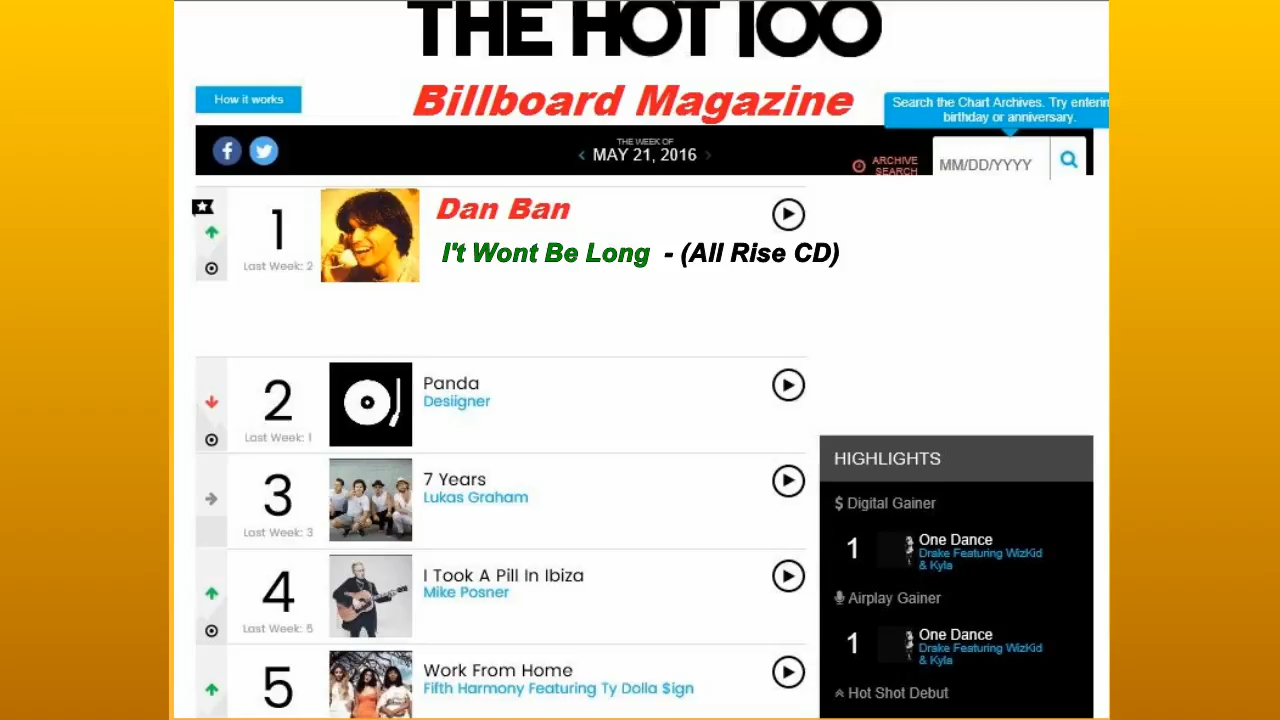 THE HOT 100
How it works
Billboard Magazine
Search the Chart Archives. Try enterin
birthday or anniversary.
THE WEEK OF
MAY 21, 2016
ARCHIVE
SEARCH
MM/DD/YYYY
1
Last Week: 2
Dan Ban
I't Wont Be Long - (All Rise CD)
2
Last Week: 1
Panda
Desiigner
3
Last Week: 3
7 Years
Lukas Graham
4
Last Week: 5
I Took A Pill In Ibiza
Mike Posner
5
Work From Home
Fifth Harmony Featuring Ty Dolla $ign
HIGHLIGHTS
$ Digital Gainer
1
One Dance
Drake Featuring WizKid
& Kyla
Airplay Gainer
1
One Dance
Drake Featuring WizKid
& Kyla
Hot Shot Debut